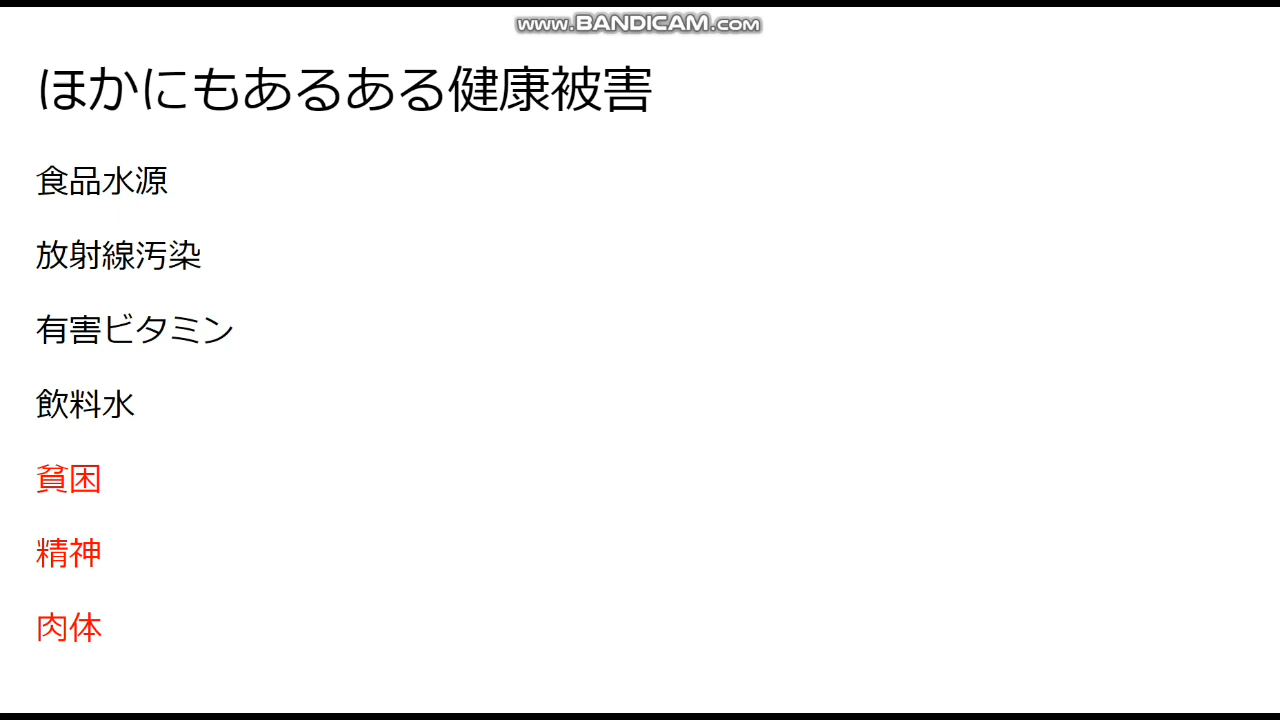 www.BANDICAM.com
ほかにもあるある健康被害
食品水源
放射線汚染
有害ビタミン
飲料水
貧困
精神
肉体